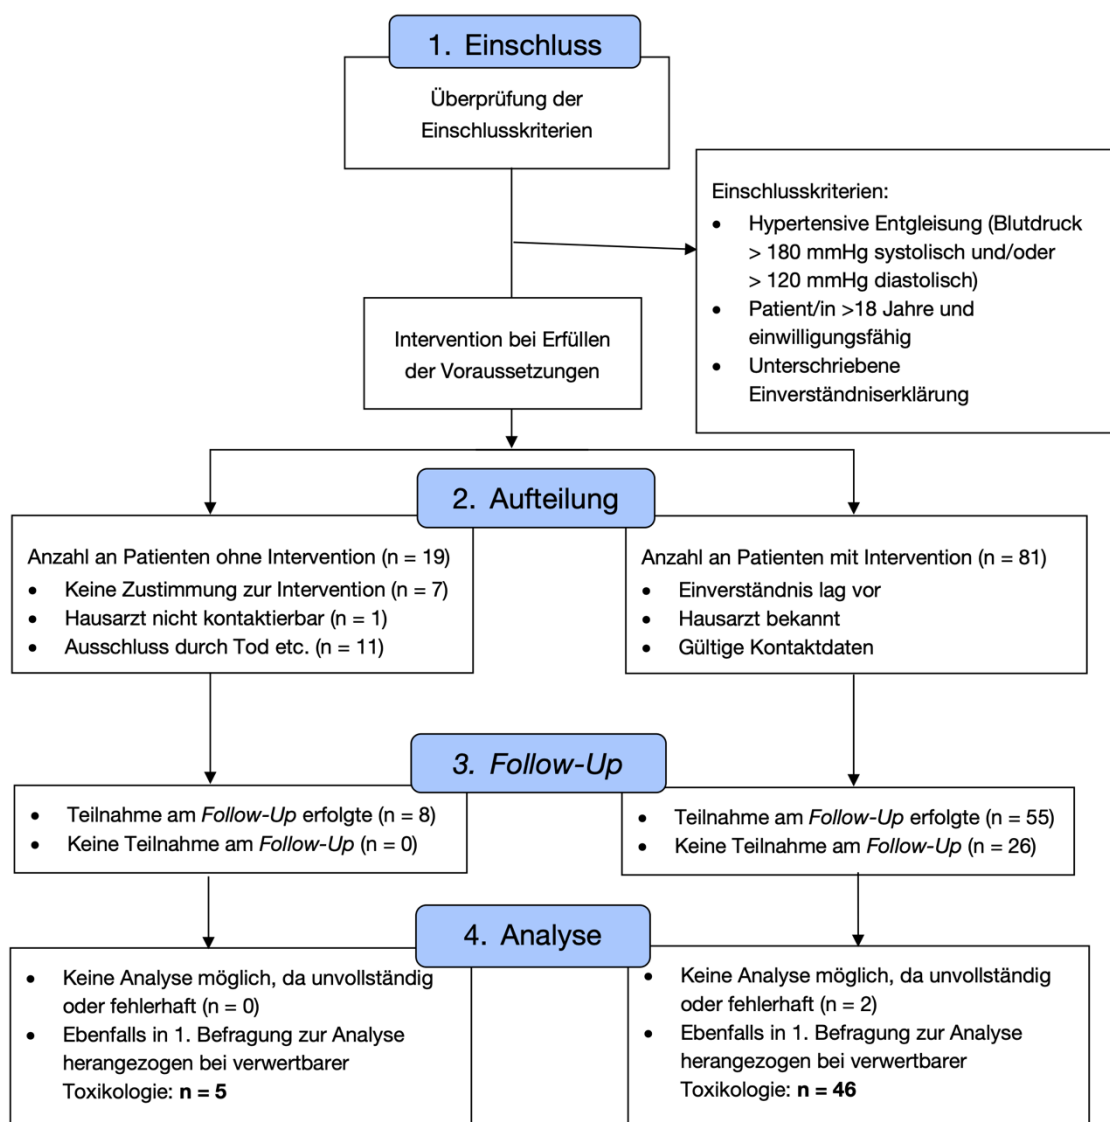 1. Einschluss
Überprüfung der
Einschlusskriterien
Einschlusskriterien:
• Hypertensive Entgleisung (Blutdruck
> 180 mmHg systolisch und/oder
> 120 mmHg diastolisch)
• Patient/in >18 Jahre und
einwilligungsfähig
• Unterschriebene
Einverständniserklärung
Intervention bei Erfüllen
der Voraussetzungen
2. Aufteilung
Anzahl an Patienten ohne Intervention (n = 19)
• Keine Zustimmung zur Intervention (n = 7)
• Hausarzt nicht kontaktierbar (n = 1)
• Ausschluss durch Tod etc. (n = 11)
Anzahl an Patienten mit Intervention (n = 81)
• Einverständnis lag vor
• Hausarzt bekannt
• Gültige Kontaktdaten
3. Follow-Up
• Teilnahme am Follow-Up erfolgte (n = 8)
• Keine Teilnahme am Follow-Up (n = 0)
• Teilnahme am Follow-Up erfolgte (n = 55)
• Keine Teilnahme am Follow-Up (n = 26)
4. Analyse
• Keine Analyse möglich, da unvollständig
oder fehlerhaft (n = 0)
• Ebenfalls in 1. Befragung zur Analyse
herangezogen bei verwertbarer
Toxikologie: n = 5
• Keine Analyse möglich, da unvollständig
oder fehlerhaft (n = 2)
• Ebenfalls in 1. Befragung zur Analyse
herangezogen bei verwertbarer
Toxikologie: n = 46